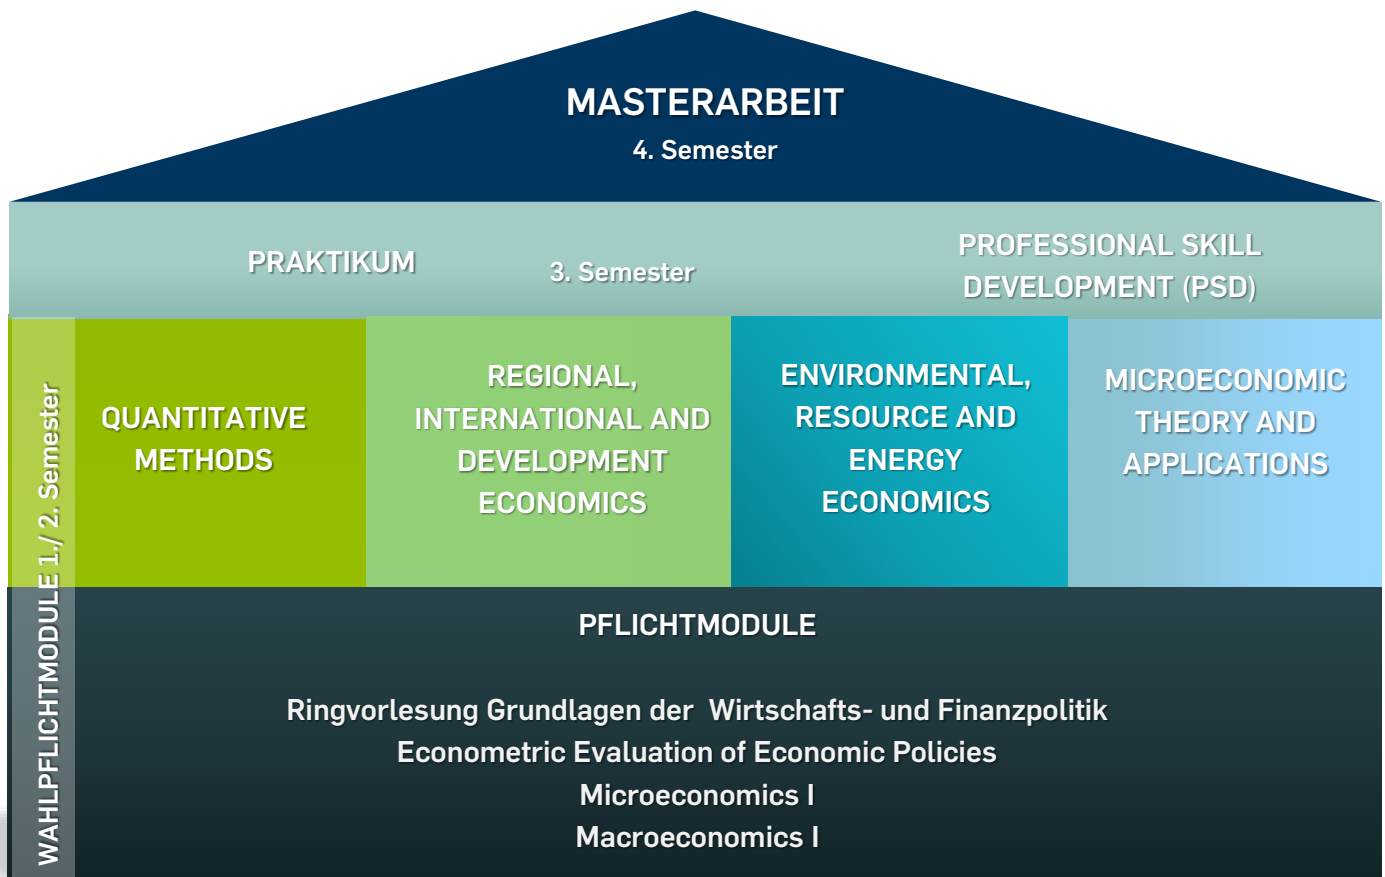 MASTERARBEIT
4. Semester
PRAKTIKUM
3. Semester
PROFESSIONAL SKILL
DEVELOPMENT (PSD)
WAHLPFLICHTMODULE 1./ 2. Semester
QUANTITATIVE
METHODS
REGIONAL,
INTERNATIONAL AND
DEVELOPMENT
ECONOMICS
ENVIRONMENTAL,
RESOURCE AND
ENERGY
ECONOMICS
MICROECONOMIC
THEORY AND
APPLICATIONS
PFLICHTMODULE
Ringvorlesung Grundlagen der Wirtschafts- und Finanzpolitik
Econometric Evaluation of Economic Policies
Microeconomics I
Macroeconomics I